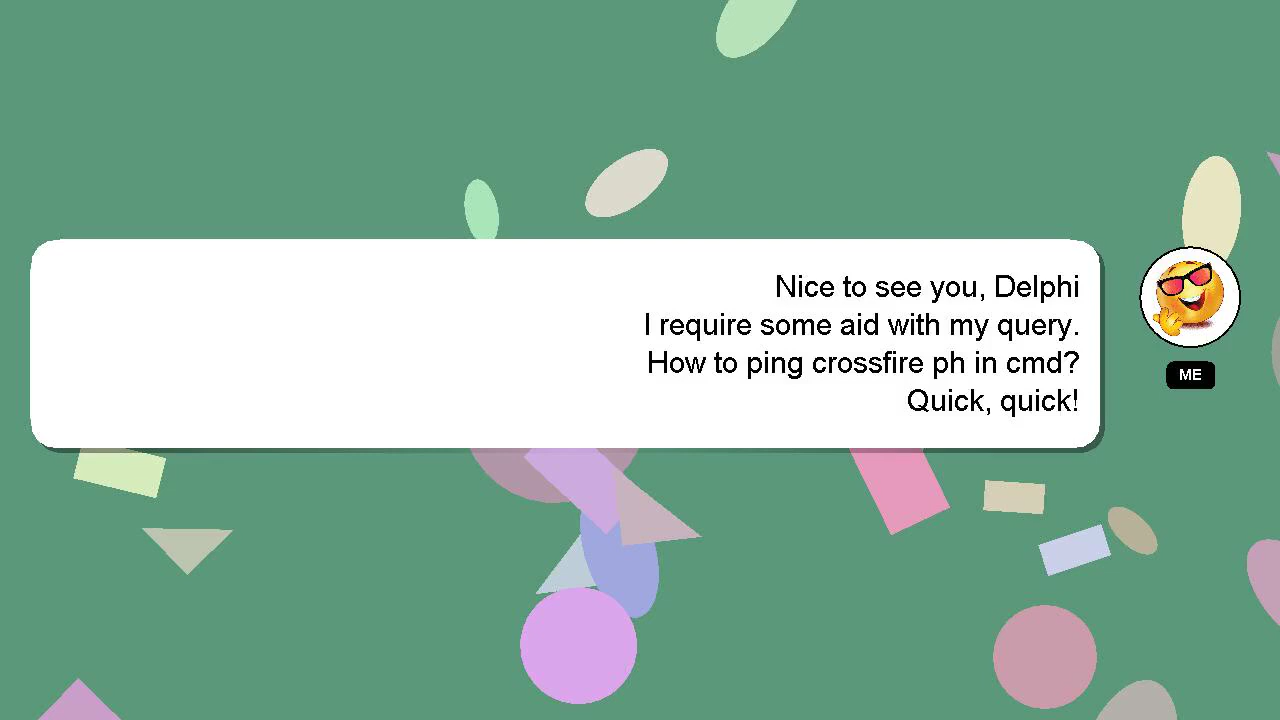 Nice to see you, Delphi
I require some aid with my query.
How to ping crossfire ph in cmd?
Quick, quick!
ME